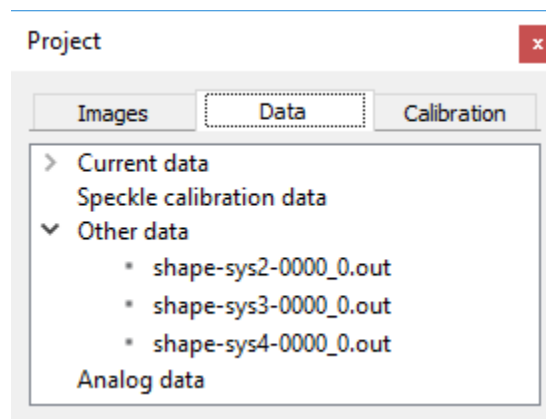 Project
x
Images Data Calibration
Current data
Speckle calibration data
Other data
shape-sys2-0000_0.out
shape-sys3-0000_0.out
shape-sys4-0000_0.out
Analog data